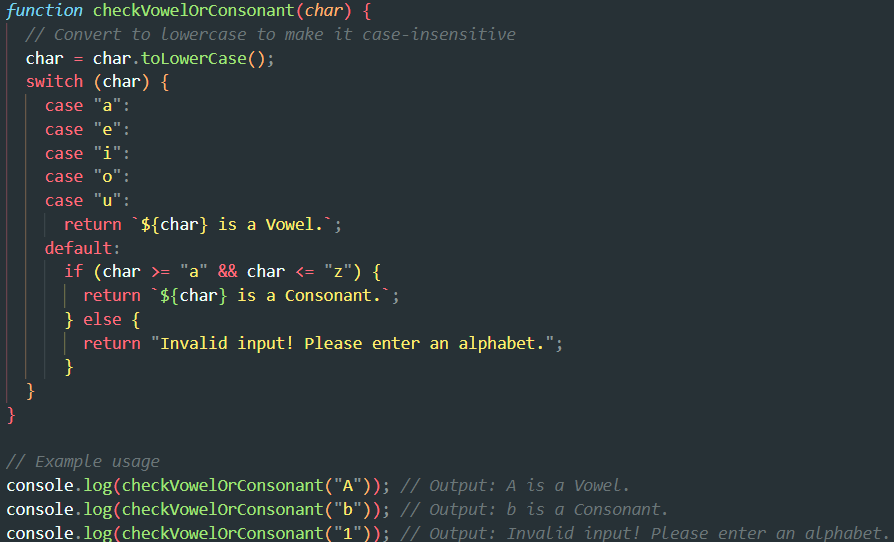 function checkVowelOrConsonant(char) {
  // Convert to lowercase to make it case-insensitive
  char = char.toLowerCase();
  switch (char) {
    case "a":
    case "e":
    case "i":
    case "o":
    case "u":
      return `${char} is a Vowel.`;
    default:
      if (char >= "a" && char <= "z") {
        return `${char} is a Consonant.`;
      } else {
        return "Invalid input! Please enter an alphabet.";
      }
  }
}

// Example usage
console.log(checkVowelOrConsonant("A")); // Output: A is a Vowel.
console.log(checkVowelOrConsonant("b")); // Output: b is a Consonant.
console.log(checkVowelOrConsonant("1")); // Output: Invalid input! Please enter an alphabet.